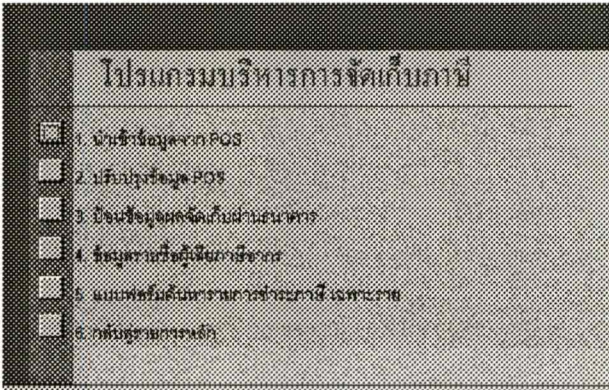 โปรแกรมบริหารการจัดเก็บภาษี
1. นำเข้าข้อมูลจาก POS
2. ปรับปรุงข้อมูล POS
3. ป้อนข้อมูลผลจัดเก็บผ่านธนาคาร
4. ข้อมูลรายชื่อผู้เสียภาษีอากร
5. แบบฟอร์มค้นหารายการชำระภาษี เฉพาะราย
6. กลับสู่รายการหลัก